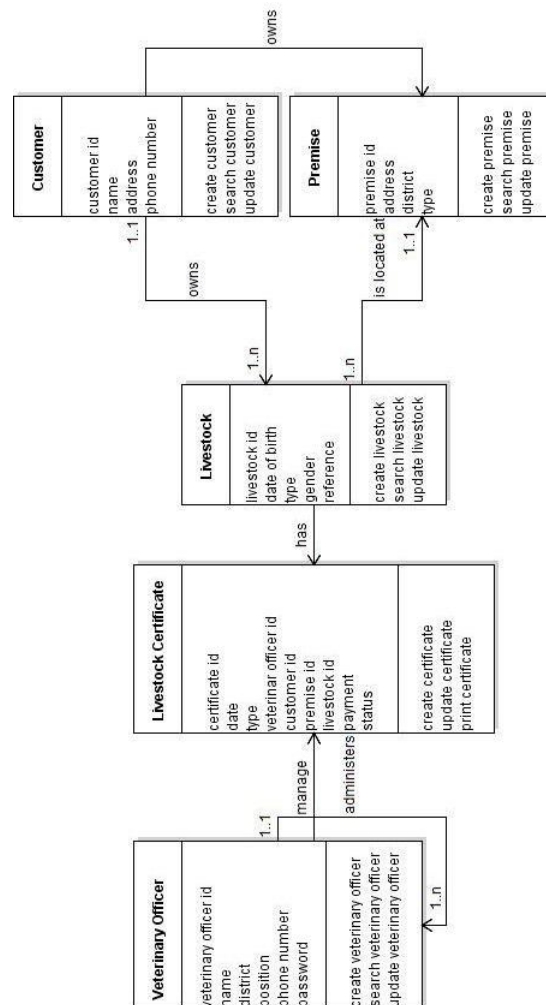 Veterinary Officer
veterinary officer id
name
district
position
phone number
password
create veterinary officer
search veterinary officer
update veterinary officer
1..1
1..n
manage
administers
Livestock Certificate
certificate id
date
type
veterinar officer id
customer id
premise id
livestock id
payment
status
create certificate
update certificate
print certificate
has
Livestock
livestock id
date of birth
type
gender
reference
create livestock
search livestock
update livestock
1..n
owns
1..n
is located at
1..1
1..1
Customer
customer id
name
address
phone number
create customer
search customer
update customer
owns
Premise
premise id
address
district
type
create premise
search premise
update premise